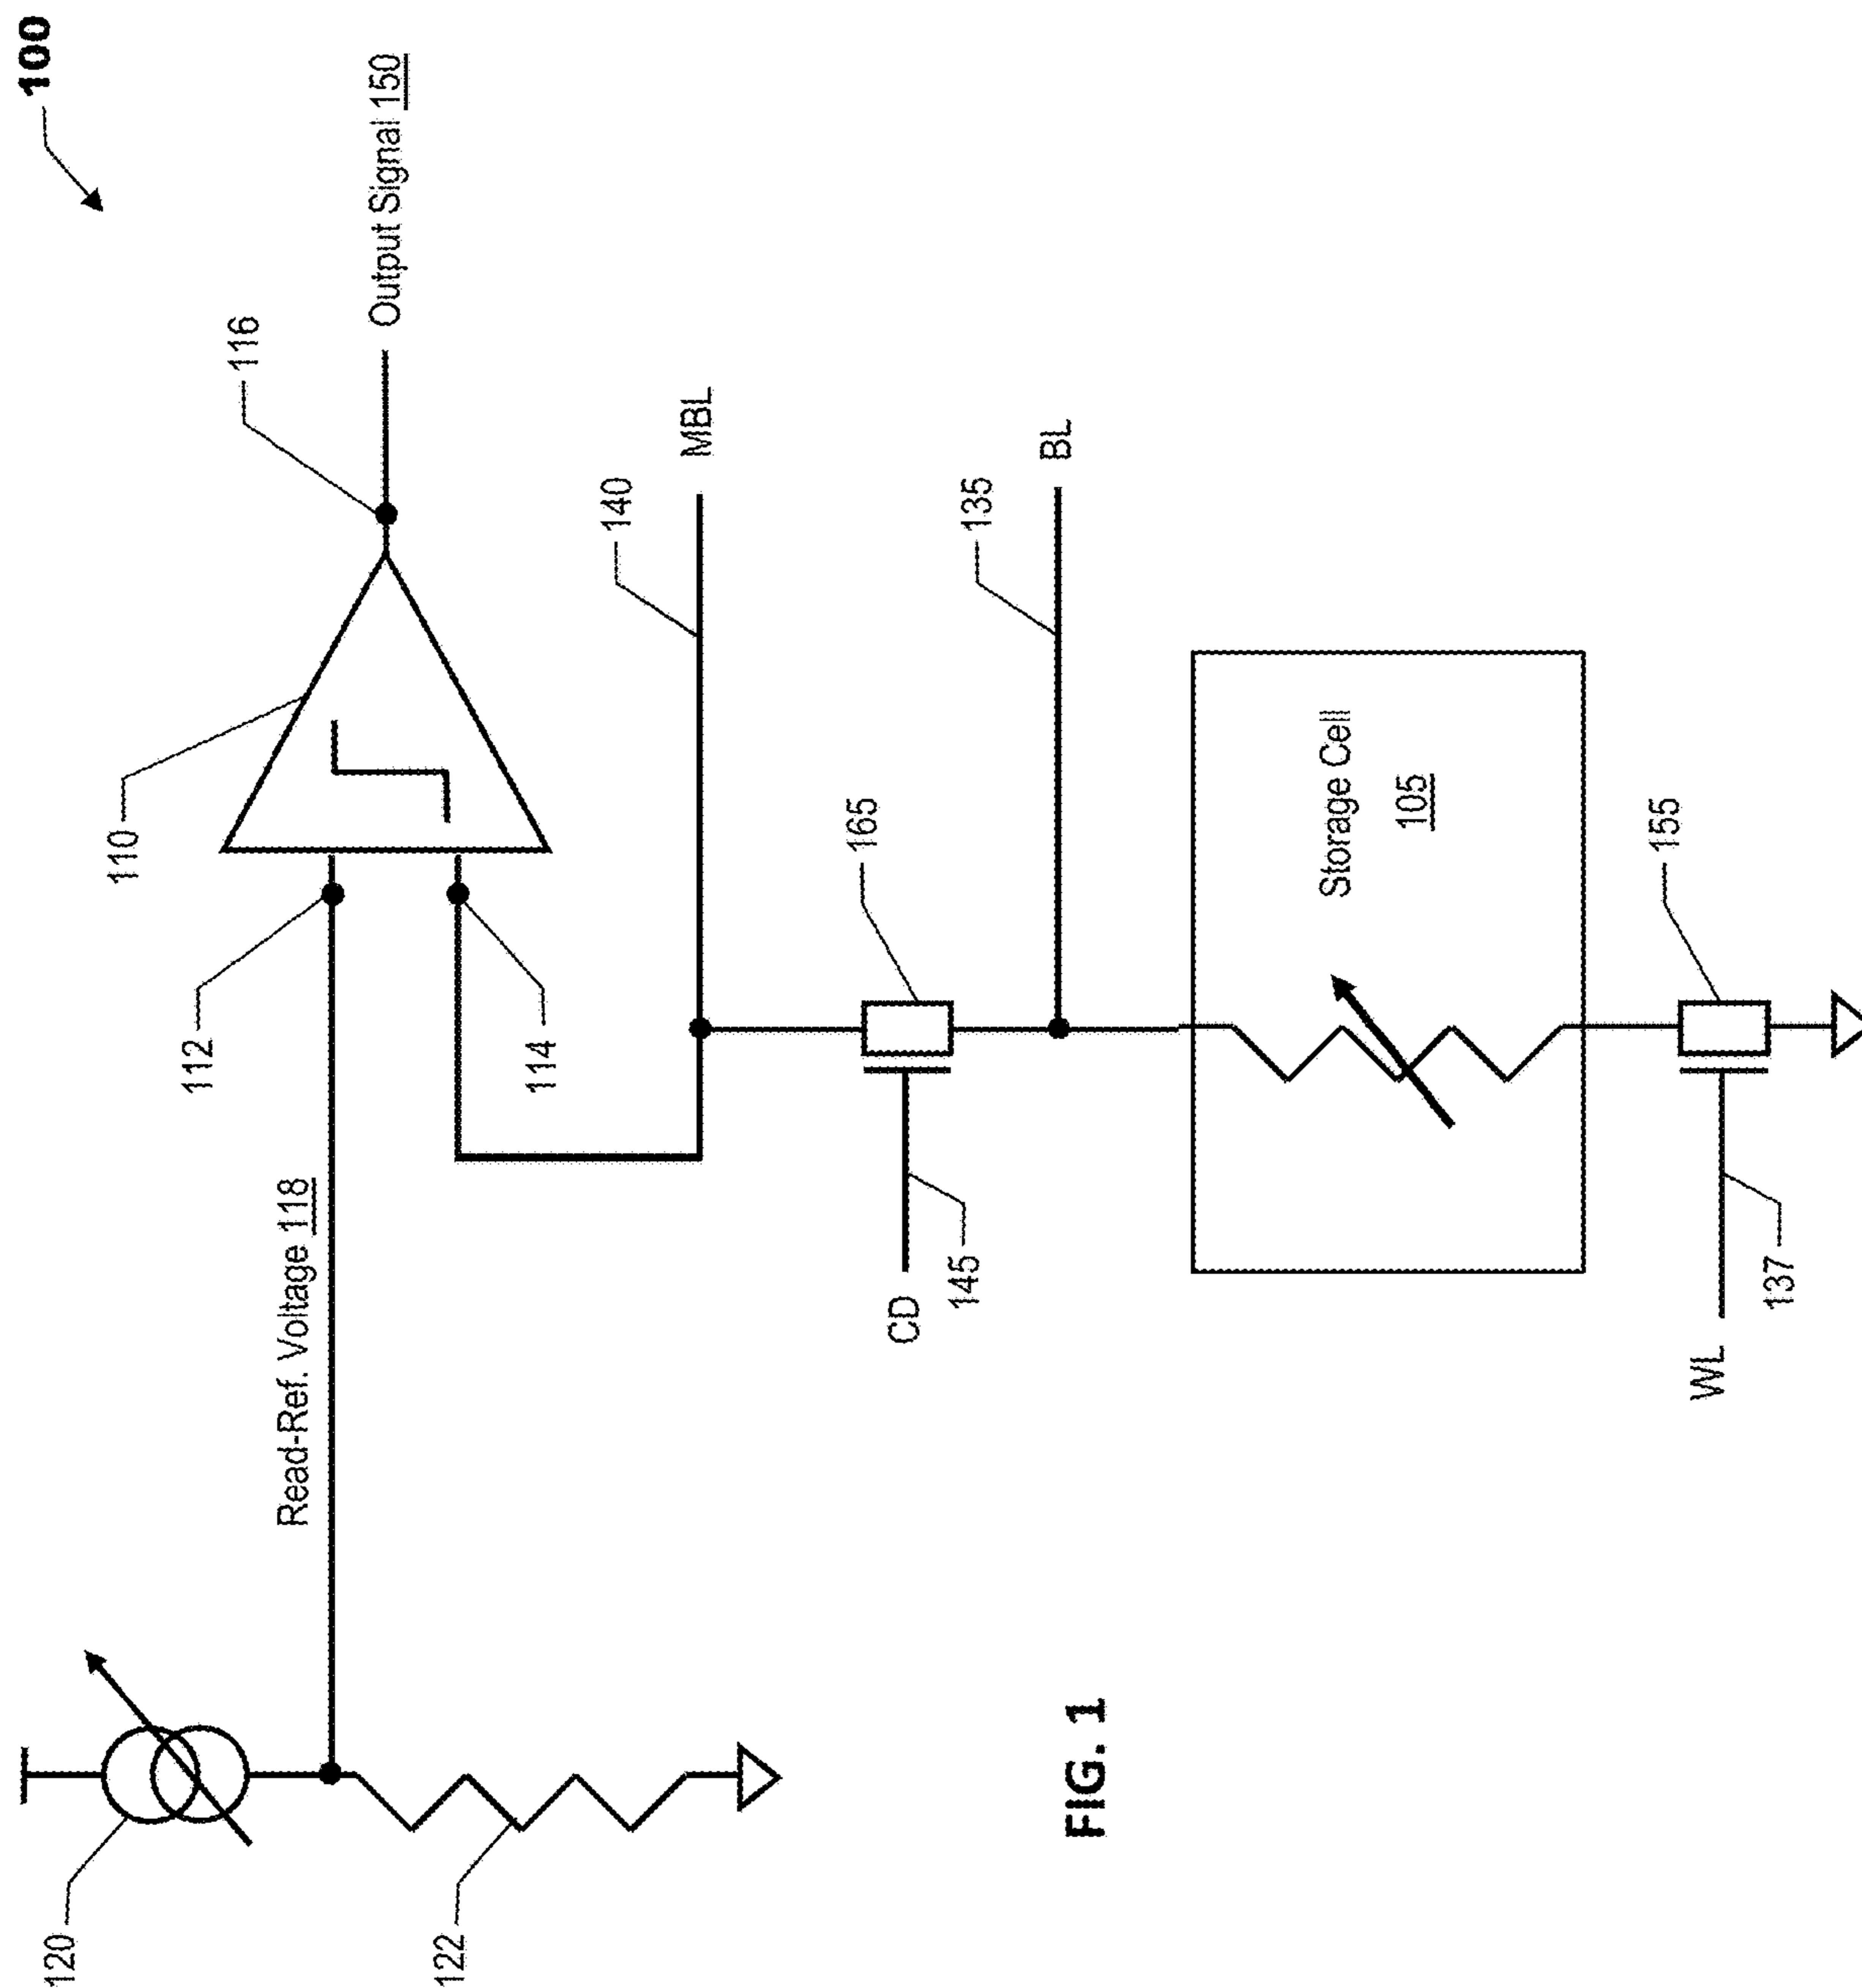 100
120
122
Read-Ref. Voltage 118
112
114
110
116
Output Signal 150
140
MBL
CD
145
165
135
BL
Storage Cell
105
WL
137
155
FIG. 1